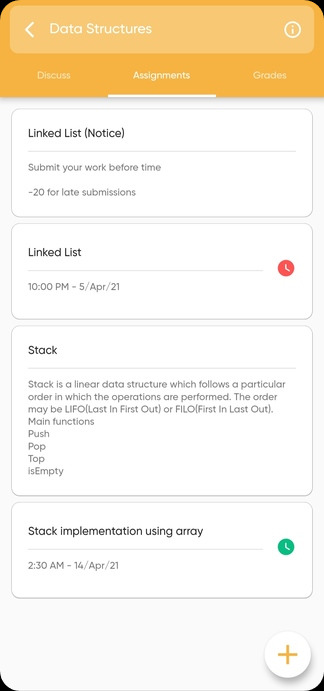 Data Structures
Discuss
Assignments
Grades
Linked List (Notice)
Submit your work before time
-20 for late submissions
Linked List
10:00 PM - 5/Apr/21
Stack
Stack is a linear data structure which follows a particular
order in which the operations are performed. The order
may be LIFO(Last In First Out) or FILO(First In Last Out).
Main functions
Push
Pop
Top
isEmpty
Stack implementation using array
2:30 AM - 14/Apr/21